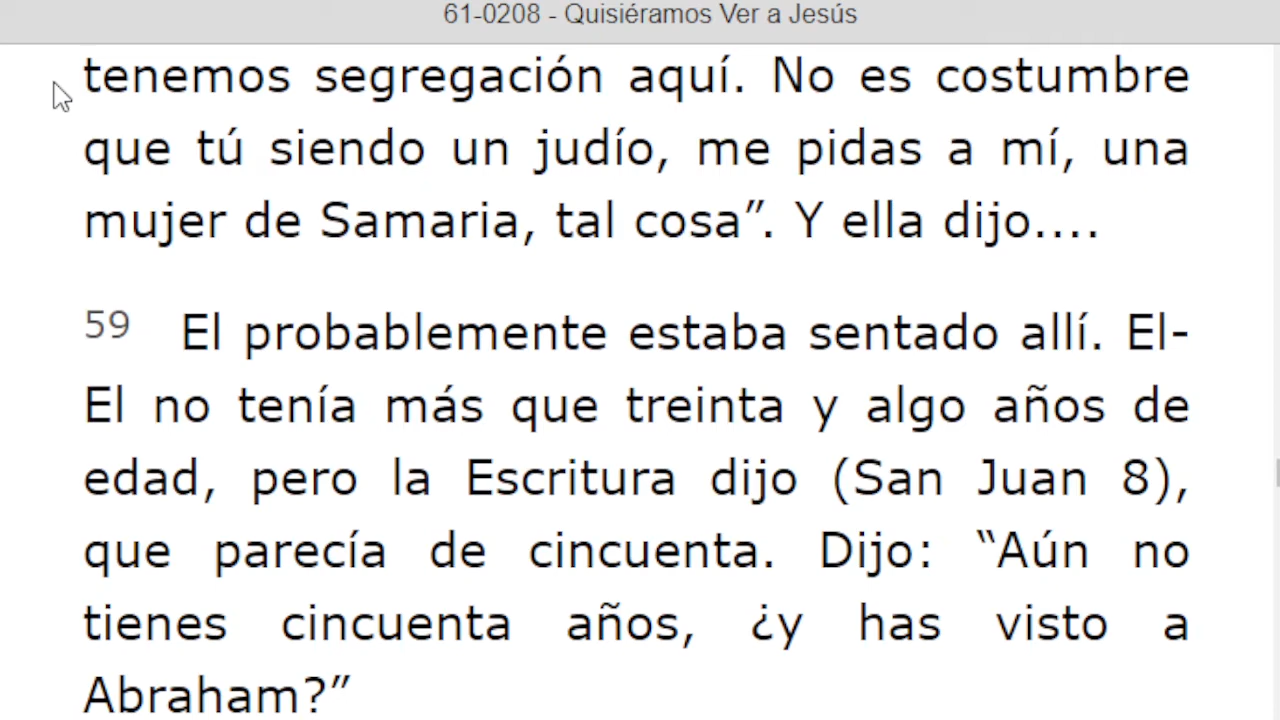 61-0208 - Quisiéramos Ver a Jesús
tenemos segregación aquí. No es costumbre
que tú siendo un judío, me pidas a mí, una
mujer de Samaria, tal cosa”. Y ella dijo....
59 El probablemente estaba sentado allí. El-
El no tenía más que treinta y algo años de
edad, pero la Escritura dijo (San Juan 8),
que parecía de cincuenta. Dijo: “Aún no
tienes cincuenta años, ¿y has visto a
Abraham?”